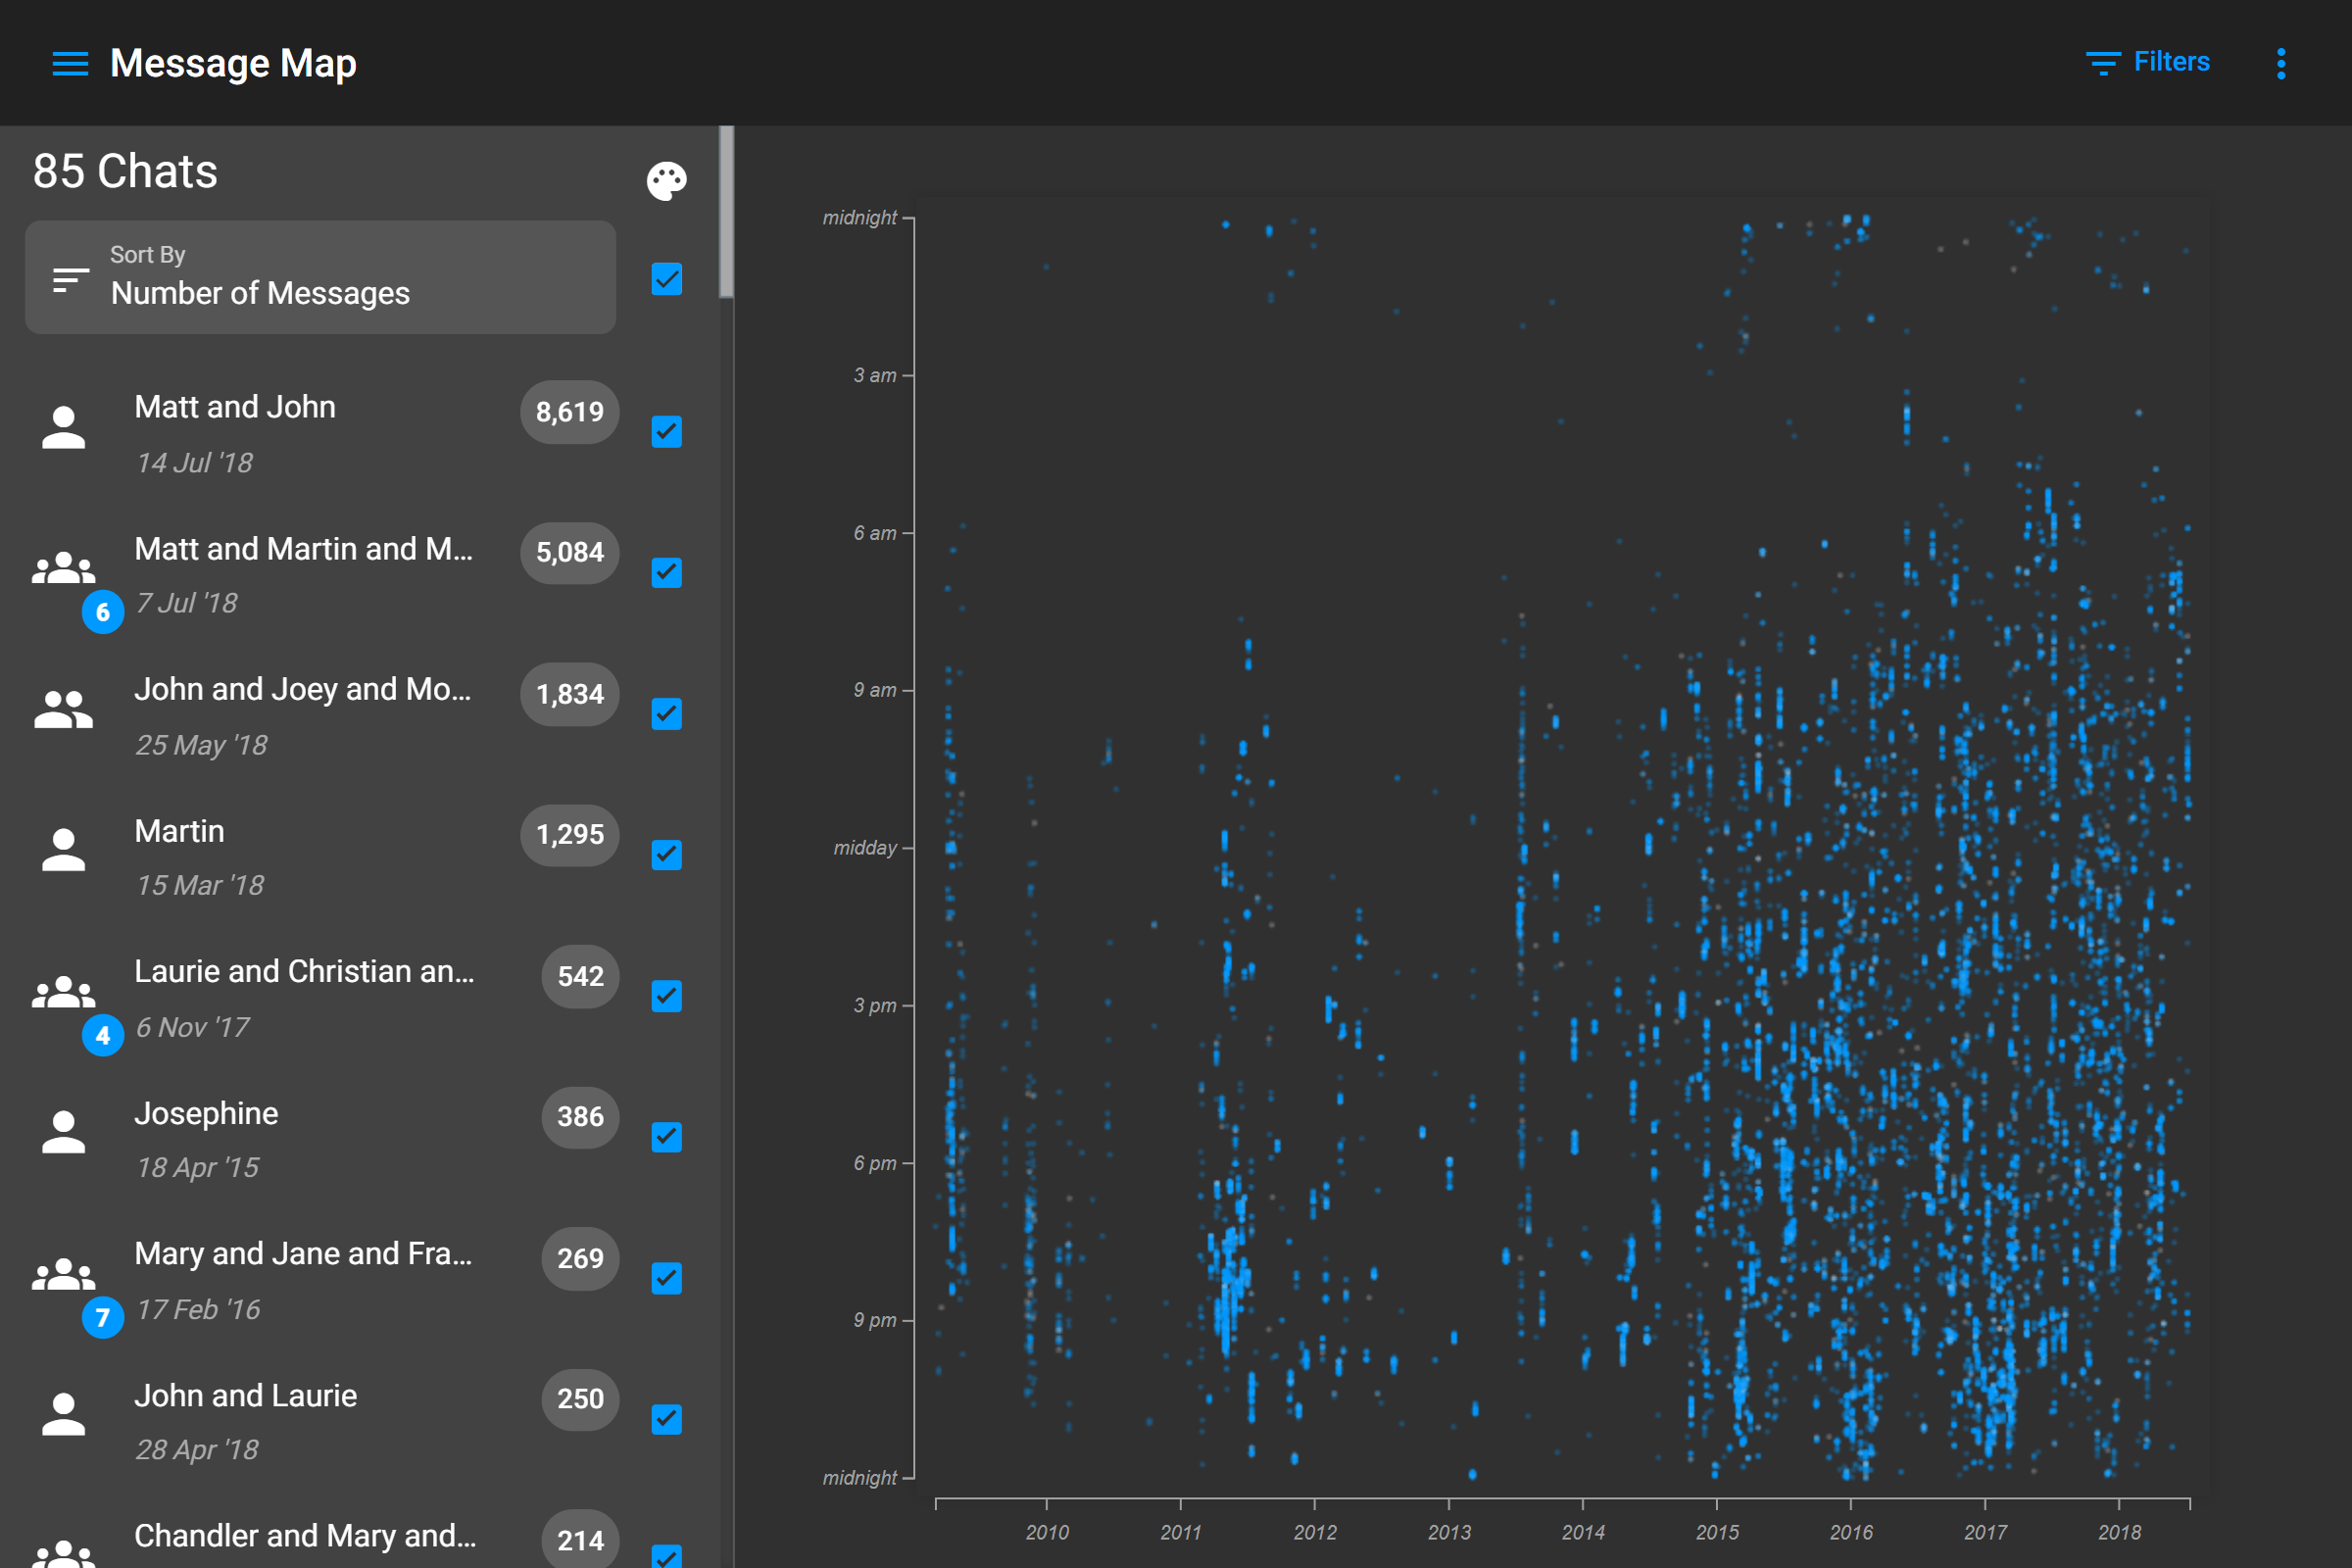 Message Map
Filters
85 Chats
Sort By
Number of Messages
Matt and John
8,619
14 Jul '18
Matt and Martin and M...
5,084
6
7 Jul '18
John and Joey and Mo...
1,834
25 May '18
Martin
1,295
15 Mar '18
Laurie and Christian an...
542
4
6 Nov '17
Josephine
386
18 Apr '15
Mary and Jane and Fra...
269
7
17 Feb '16
John and Laurie
250
28 Apr '18
Chandler and Mary and...
214
midnight
3 am
6 am
9 am
midday
3 pm
6 pm
9 pm
midnight
2010 2011 2012 2013 2014 2015 2016 2017 2018